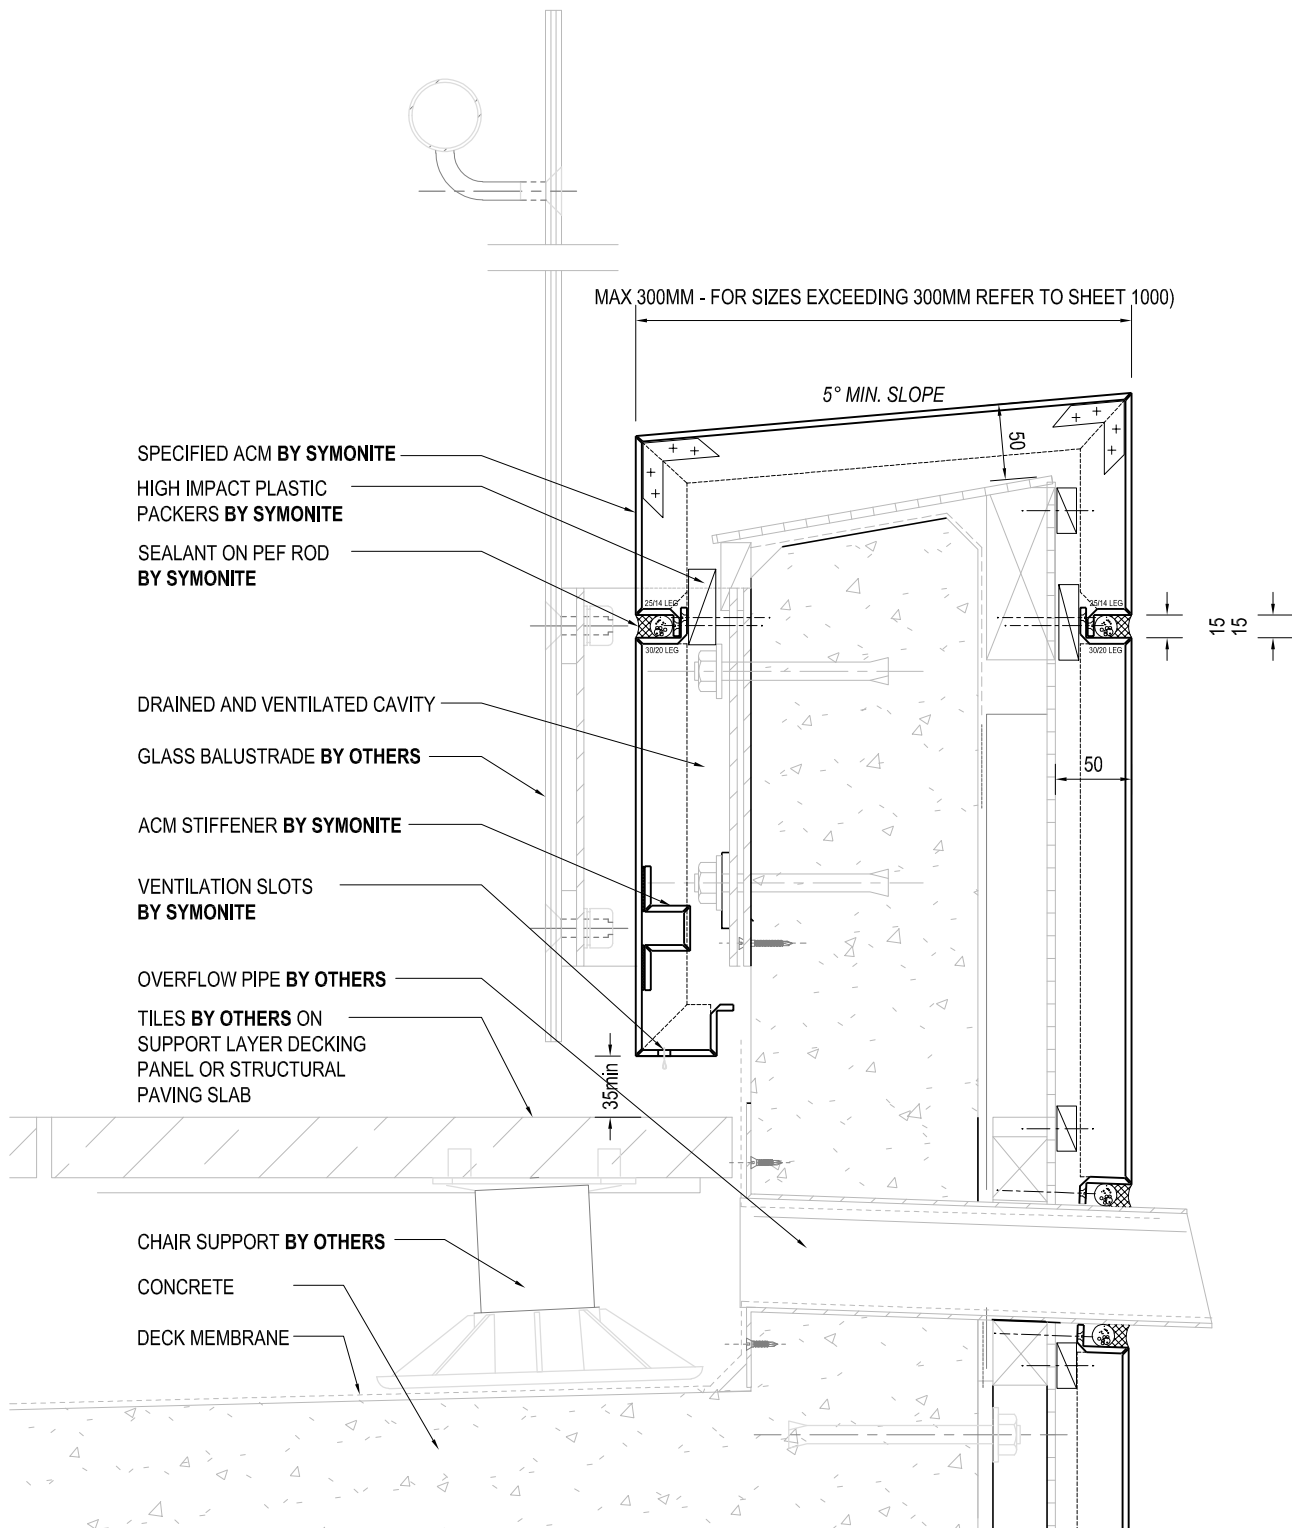 MAX 300MM - FOR SIZES EXCEEDING 300MM REFER TO SHEET 1000)
5° MIN. SLOPE
50
SPECIFIED ACM BY SYMONITE
HIGH IMPACT PLASTIC
PACKERS BY SYMONITE
SEALANT ON PEF ROD
BY SYMONITE
25/14 LEG
25/14 LEG
15
15
30/20 LEG
30/20 LEG
DRAINED AND VENTILATED CAVITY
GLASS BALUSTRADE BY OTHERS
50
ACM STIFFENER BY SYMONITE
VENTILATION SLOTS
BY SYMONITE
OVERFLOW PIPE BY OTHERS
TILES BY OTHERS ON
SUPPORT LAYER DECKING
PANEL OR STRUCTURAL
PAVING SLAB
35min
CHAIR SUPPORT BY OTHERS
CONCRETE
DECK MEMBRANE